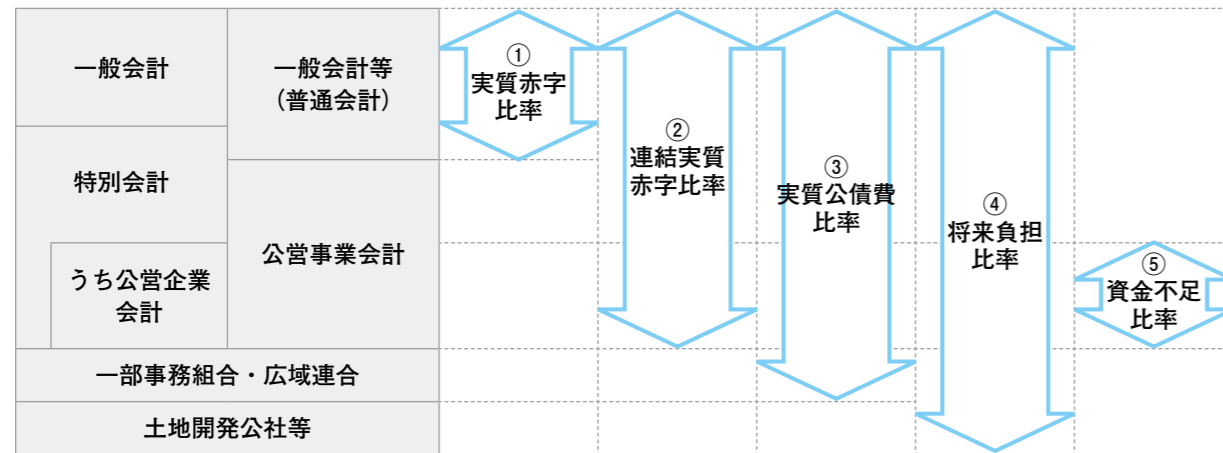 一般会計
一般会計等
(普通会計)
特別会計
うち公営企業
会計
公営事業会計
一部事務組合・広域連合
土地開発公社等
①
実質赤字
比率
②
連結実質
赤字比率
③
実質公債費
比率
④
将来負担
比率
⑤
資金不足
比率